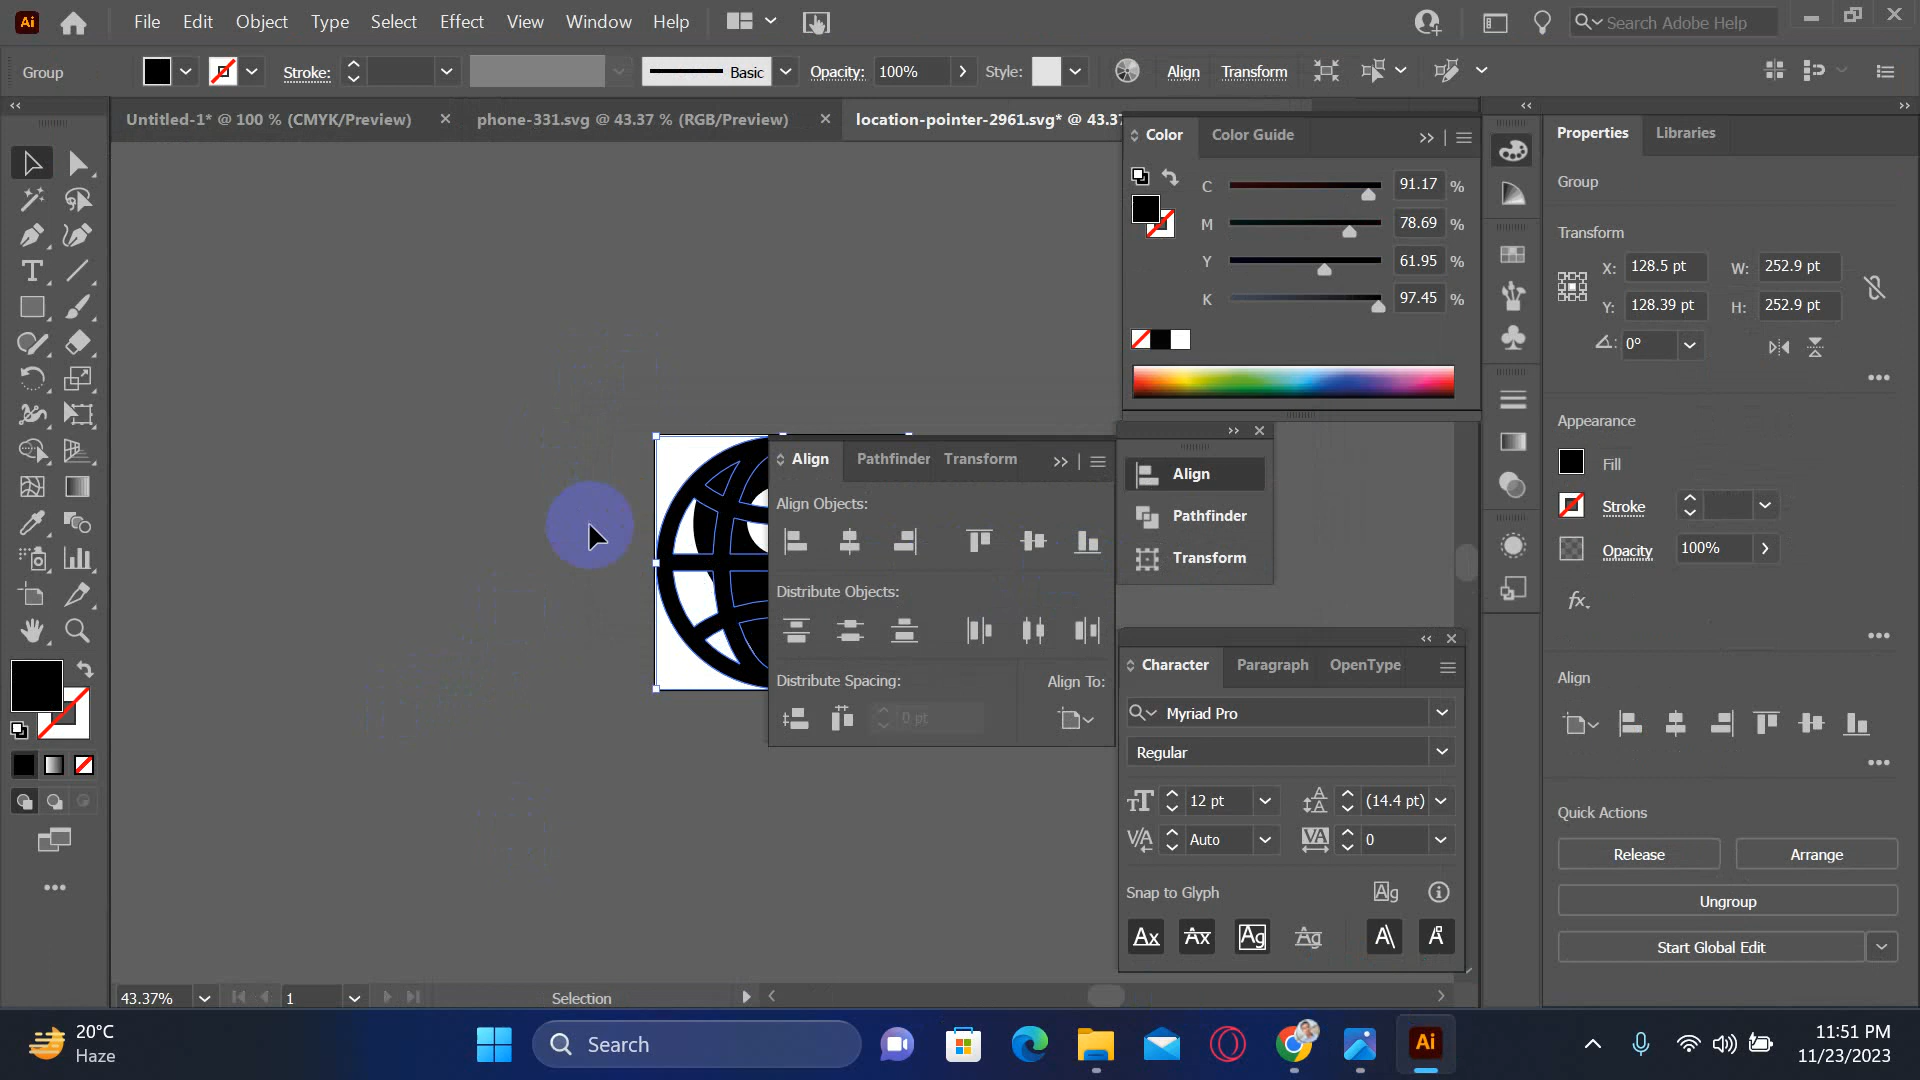 Ai File Edit Object Type Select Effect View Window Help Search Adobe Help
Group Stroke: Basic Opacity: 100% Style: Align Transform
Untitled-1* @ 100 % (CMYK/Preview) phone-331.svg @ 43.37 % (RGB/Preview) location-pointer-2961.svg* @ 43.37
Color Color Guide
C 91.17 %
M 78.69 %
Y 61.95 %
K 97.45 %
Align Pathfinder Transform
Align Objects:
Distribute Objects:
Distribute Spacing: Align To:
0 pt
Align
Pathfinder
Transform
Character Paragraph OpenType
Myriad Pro
Regular
12 pt (14.4 pt)
Auto 0
Snap to Glyph
Properties Libraries
Group
Transform
X: 128.5 pt W: 252.9 pt
Y: 128.39 pt H: 252.9 pt
0°
Appearance
Fill
Stroke
Opacity 100%
fx
Align
Quick Actions
Release Arrange
Ungroup
Start Global Edit
43.37% 1 Selection
20°C
Haze
Search
Ai
11:51 PM
11/23/2023